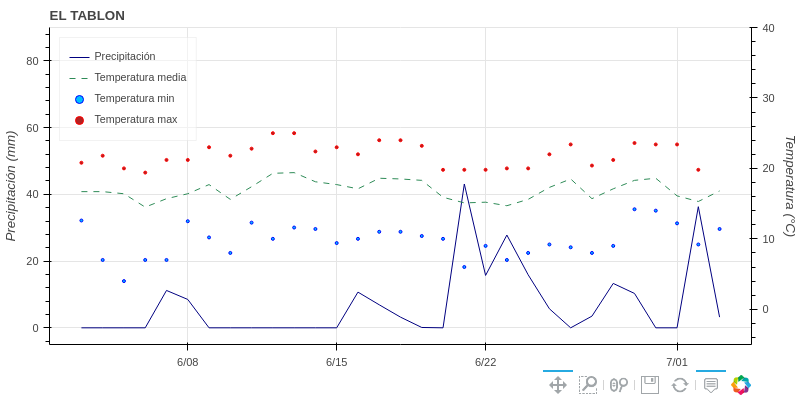 EL TABLON
Precipitación
Temperatura media
Temperatura min
Temperatura max
Precipitación (mm)
80
60
40
20
0
40
30
20
10
0
Temperatura (°C)
6/08
6/15
6/22
7/01